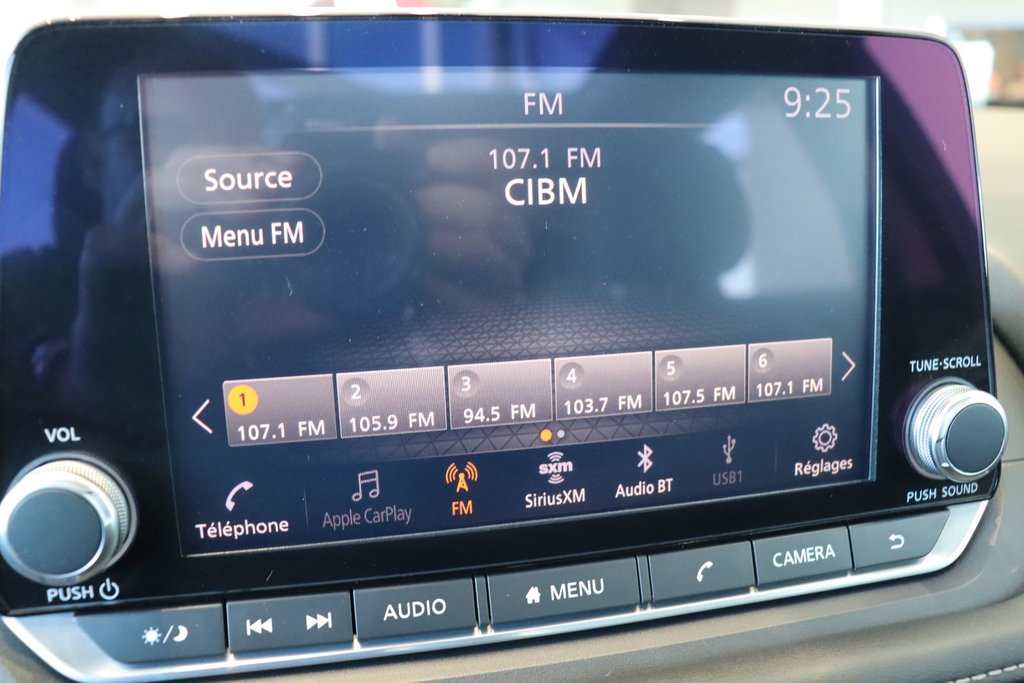 FM
9:25
107.1 FM
CIBM
Source
Menu FM
1
107.1 FM
2
105.9 FM
3
94.5 FM
4
103.7 FM
5
107.5 FM
6
107.1 FM
Téléphone
Apple CarPlay
FM
sxm
SiriusXM
Audio BT
USB1
Réglages
VOL
PUSH
TUNE·SCROLL
PUSH SOUND
AUDIO
MENU
CAMERA